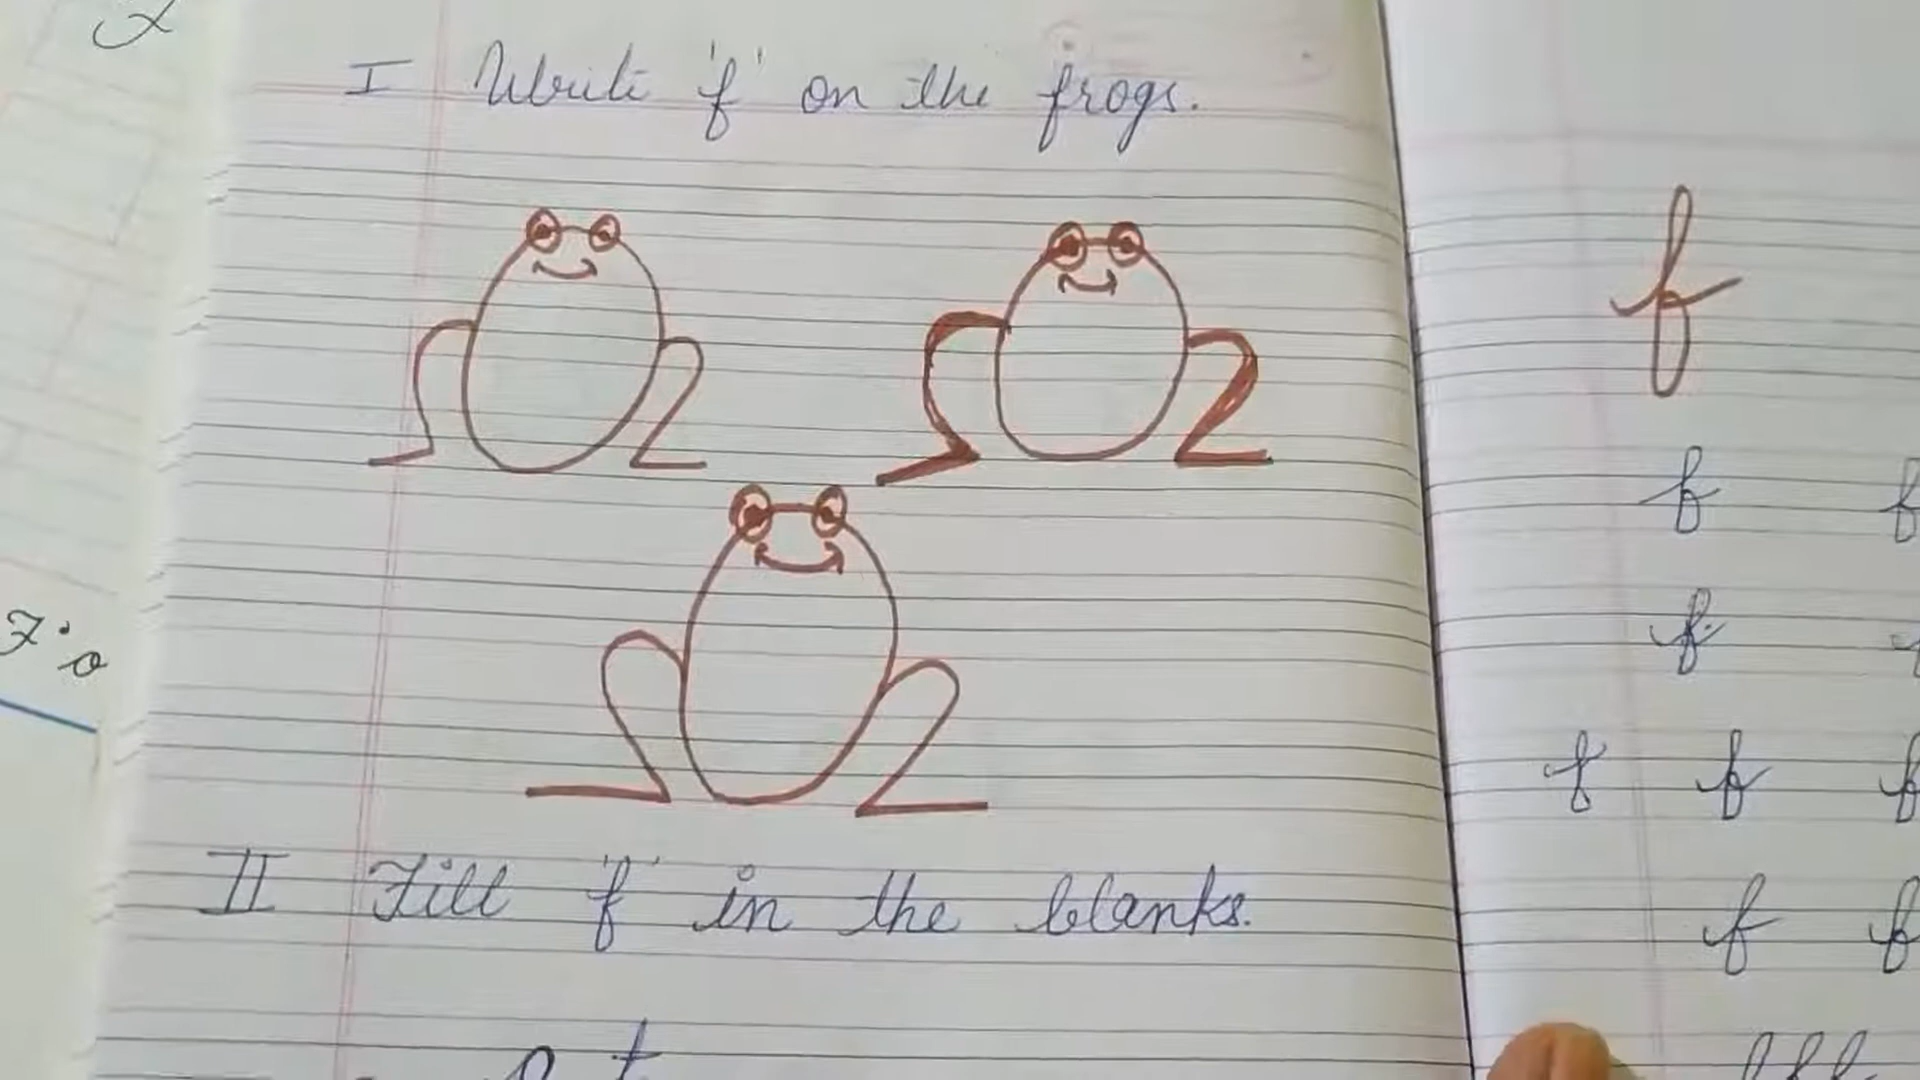 I Write 'f' on the frogs.
II Fill 'f' in the blanks.
f
f f
f
f f f
f f